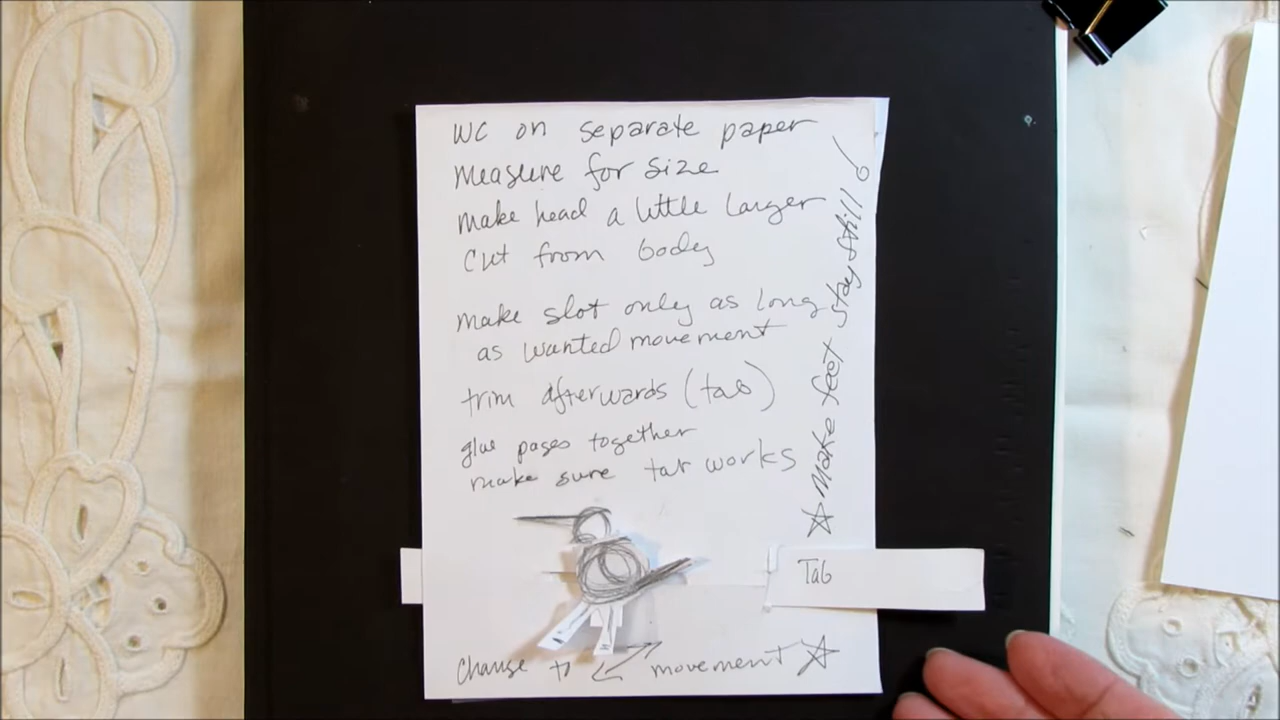 WC on separate paper
Measure for size
Make head a little larger
Cut from body
make slot only as long
as wanted movement
trim afterwards (tab)
glue pages together
make sure tab works
Tab
Change to movement
Make feet stay still